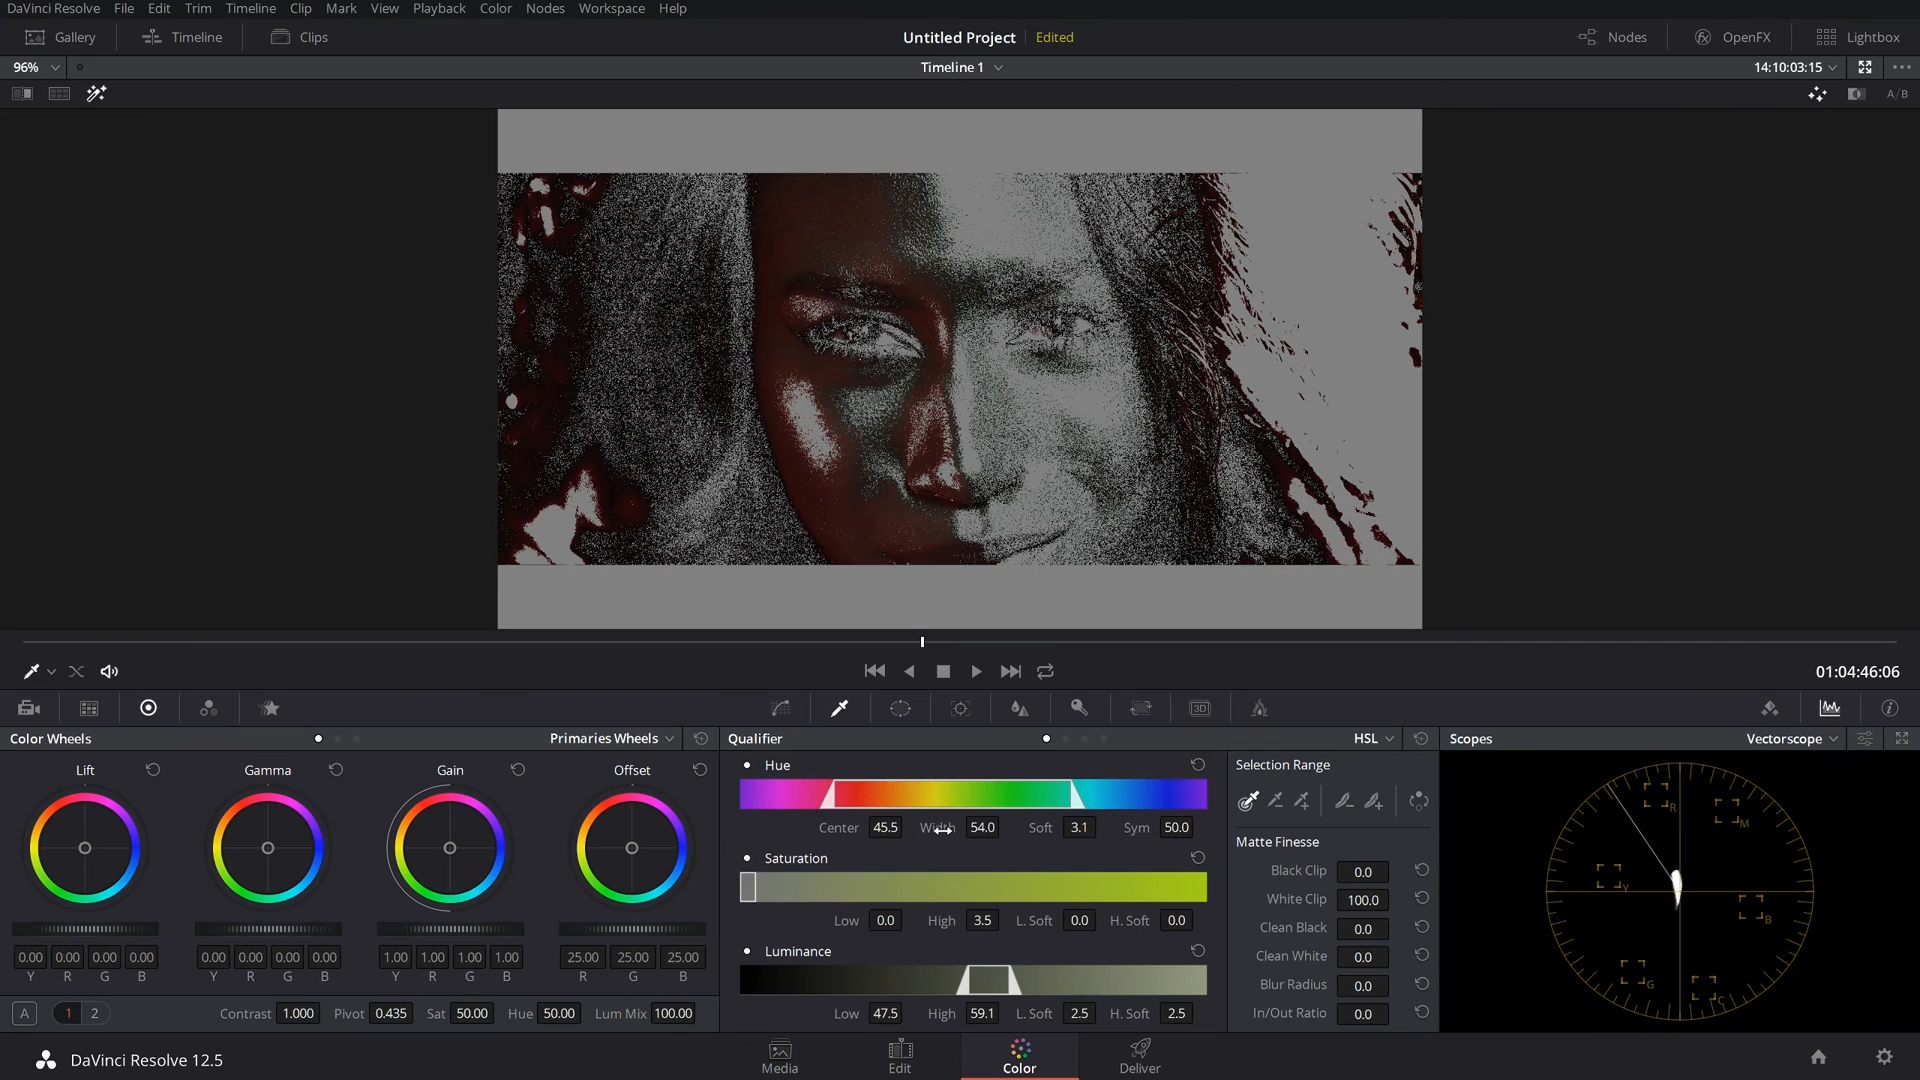 DaVinci Resolve File Edit Trim Timeline Clip Mark View Playback Color Nodes Workspace Help
Gallery Timeline Clips Untitled Project Edited Nodes OpenFX Lightbox
96% Timeline 1 14:10:03:15
A/B
01:04:46:06
3D
Color Wheels Primaries Wheels
Lift Gamma Gain Offset
0.00 0.00 0.00 0.00 0.00 0.00 0.00 0.00 1.00 1.00 1.00 1.00 25.00 25.00 25.00
Y R G B Y R G B Y R G B R G B
A 1 2 Contrast 1.000 Pivot 0.435 Sat 50.00 Hue 50.00 Lum Mix 100.00
Qualifier HSL
Hue
Center 45.5 Width 54.0 Soft 3.1 Sym 50.0
Saturation
Low 0.0 High 3.5 L. Soft 0.0 H. Soft 0.0
Luminance
Low 47.5 High 59.1 L. Soft 2.5 H. Soft 2.5
Selection Range
Matte Finesse
Black Clip 0.0
White Clip 100.0
Clean Black 0.0
Clean White 0.0
Blur Radius 0.0
In/Out Ratio 0.0
Scopes Vectorscope
R
M
Y
B
G
C
DaVinci Resolve 12.5 Media Edit Color Deliver